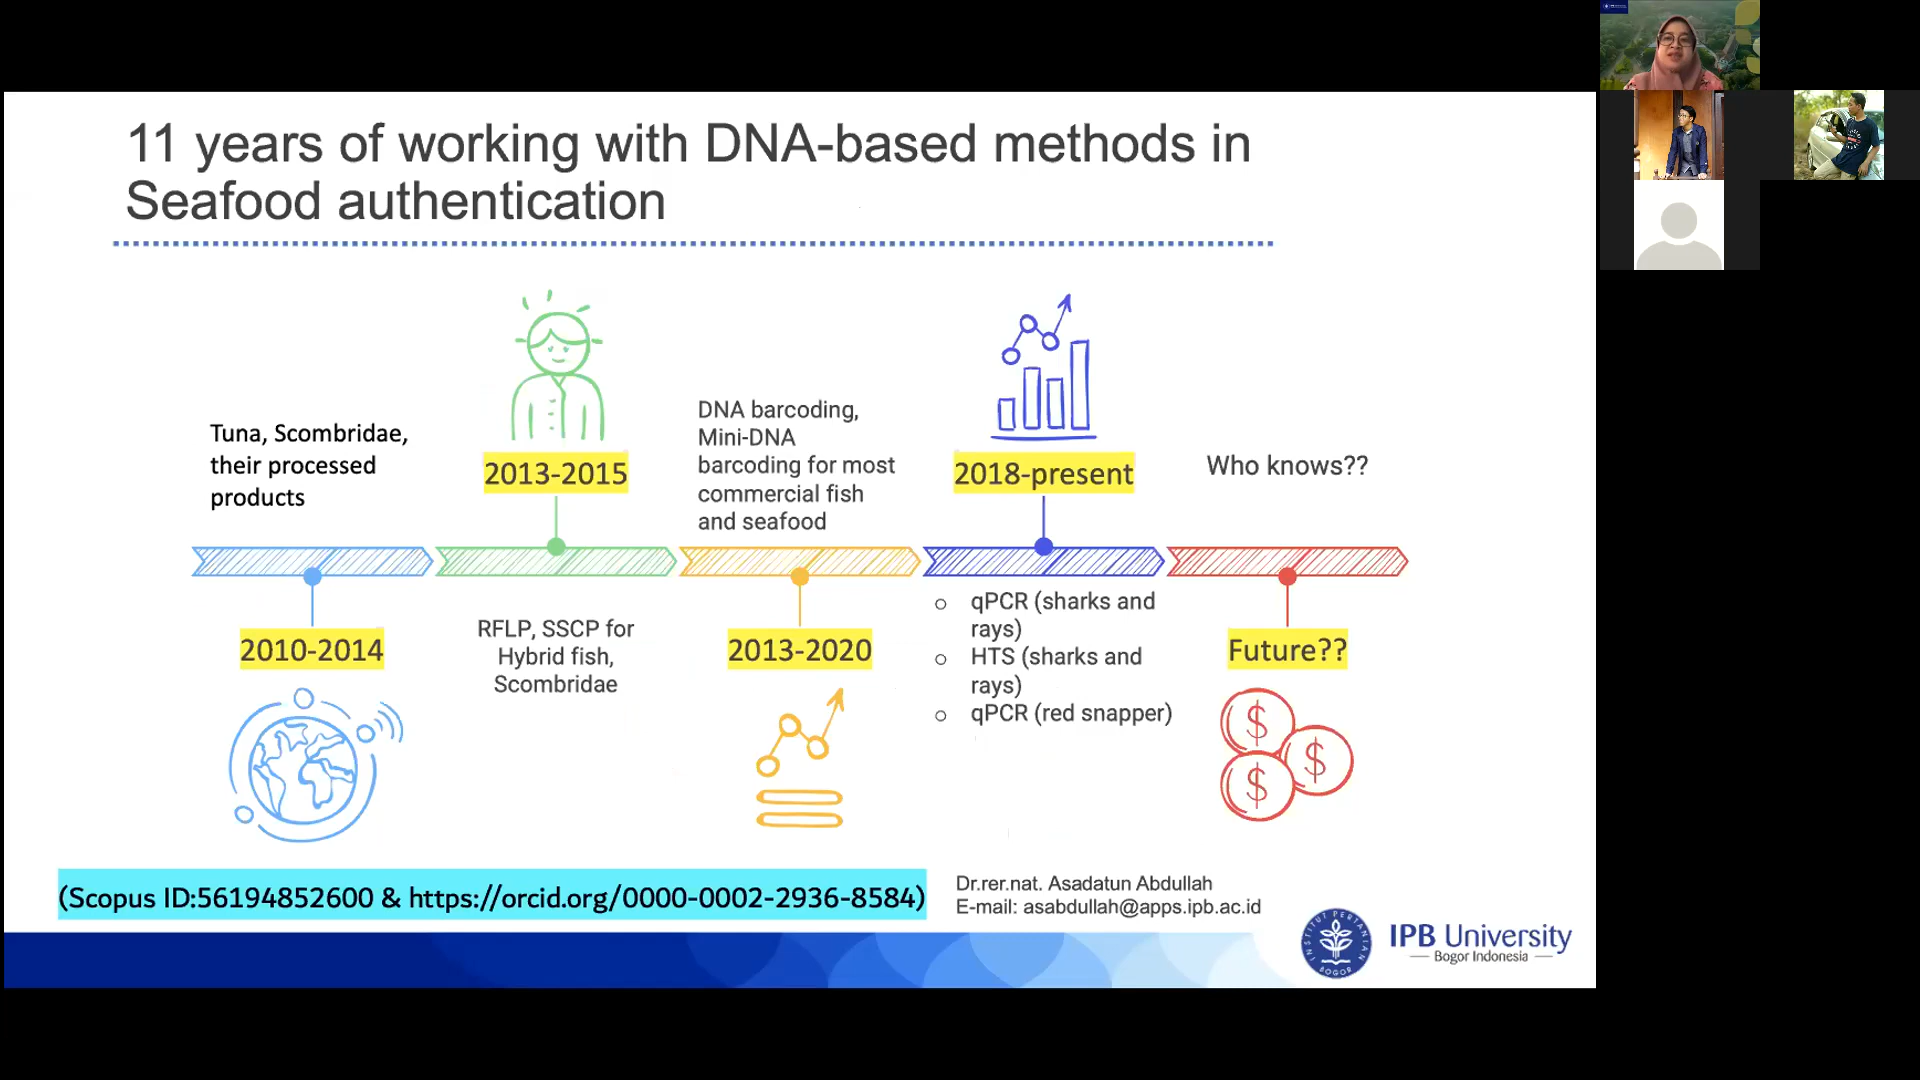 11 years of working with DNA-based methods in
Seafood authentication
Tuna, Scombridae,
their processed
products
2010-2014
2013-2015
RFLP, SSCP for
Hybrid fish,
Scombridae
DNA barcoding,
Mini-DNA
barcoding for most
commercial fish
and seafood
2013-2020
2018-present
qPCR (sharks and
rays)
HTS (sharks and
rays)
qPCR (red snapper)
Who knows??
Future??
$
$
$
(Scopus ID:56194852600 & https://orcid.org/0000-0002-2936-8584)
Dr.rer.nat. Asadatun Abdullah
E-mail: asabdullah@apps.ipb.ac.id
INSTITUT PERTANIAN
BOGOR
IPB University
Bogor Indonesia